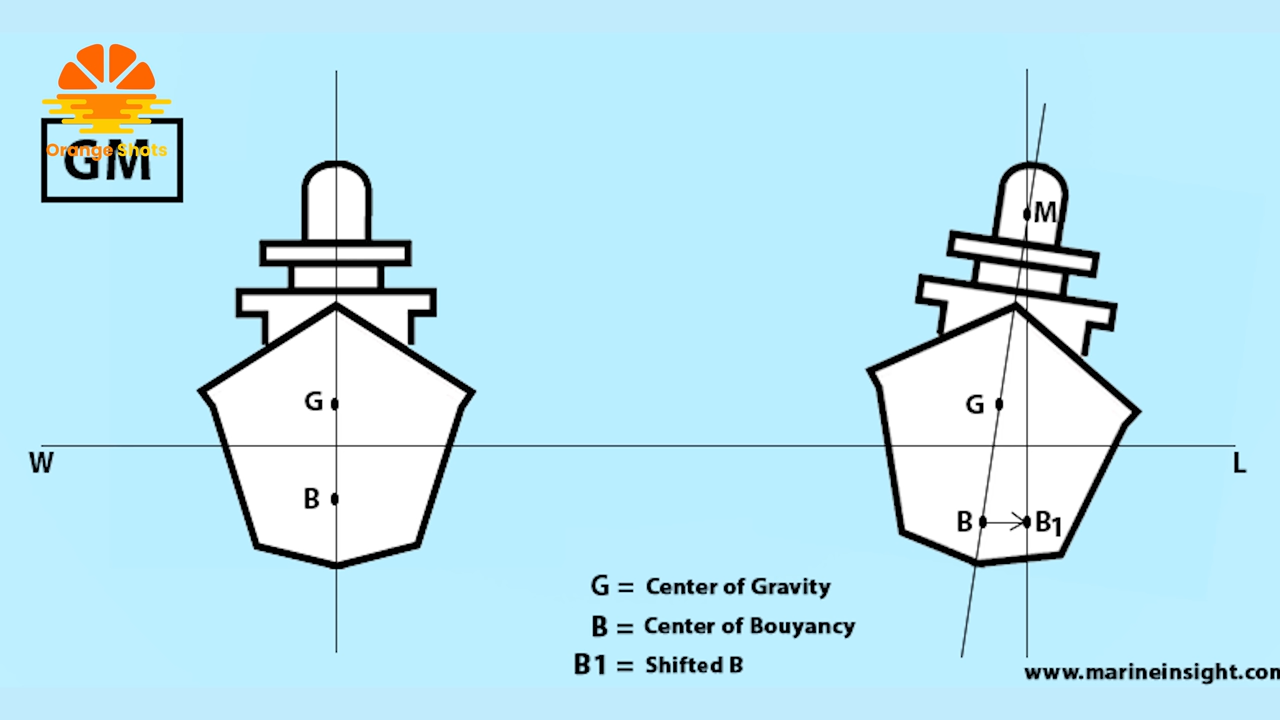 Orange Shots
GM
M
G
G
W
L
B
B
B1
G = Center of Gravity
B = Center of Bouyancy
B1 = Shifted B
www.marineinsight.com